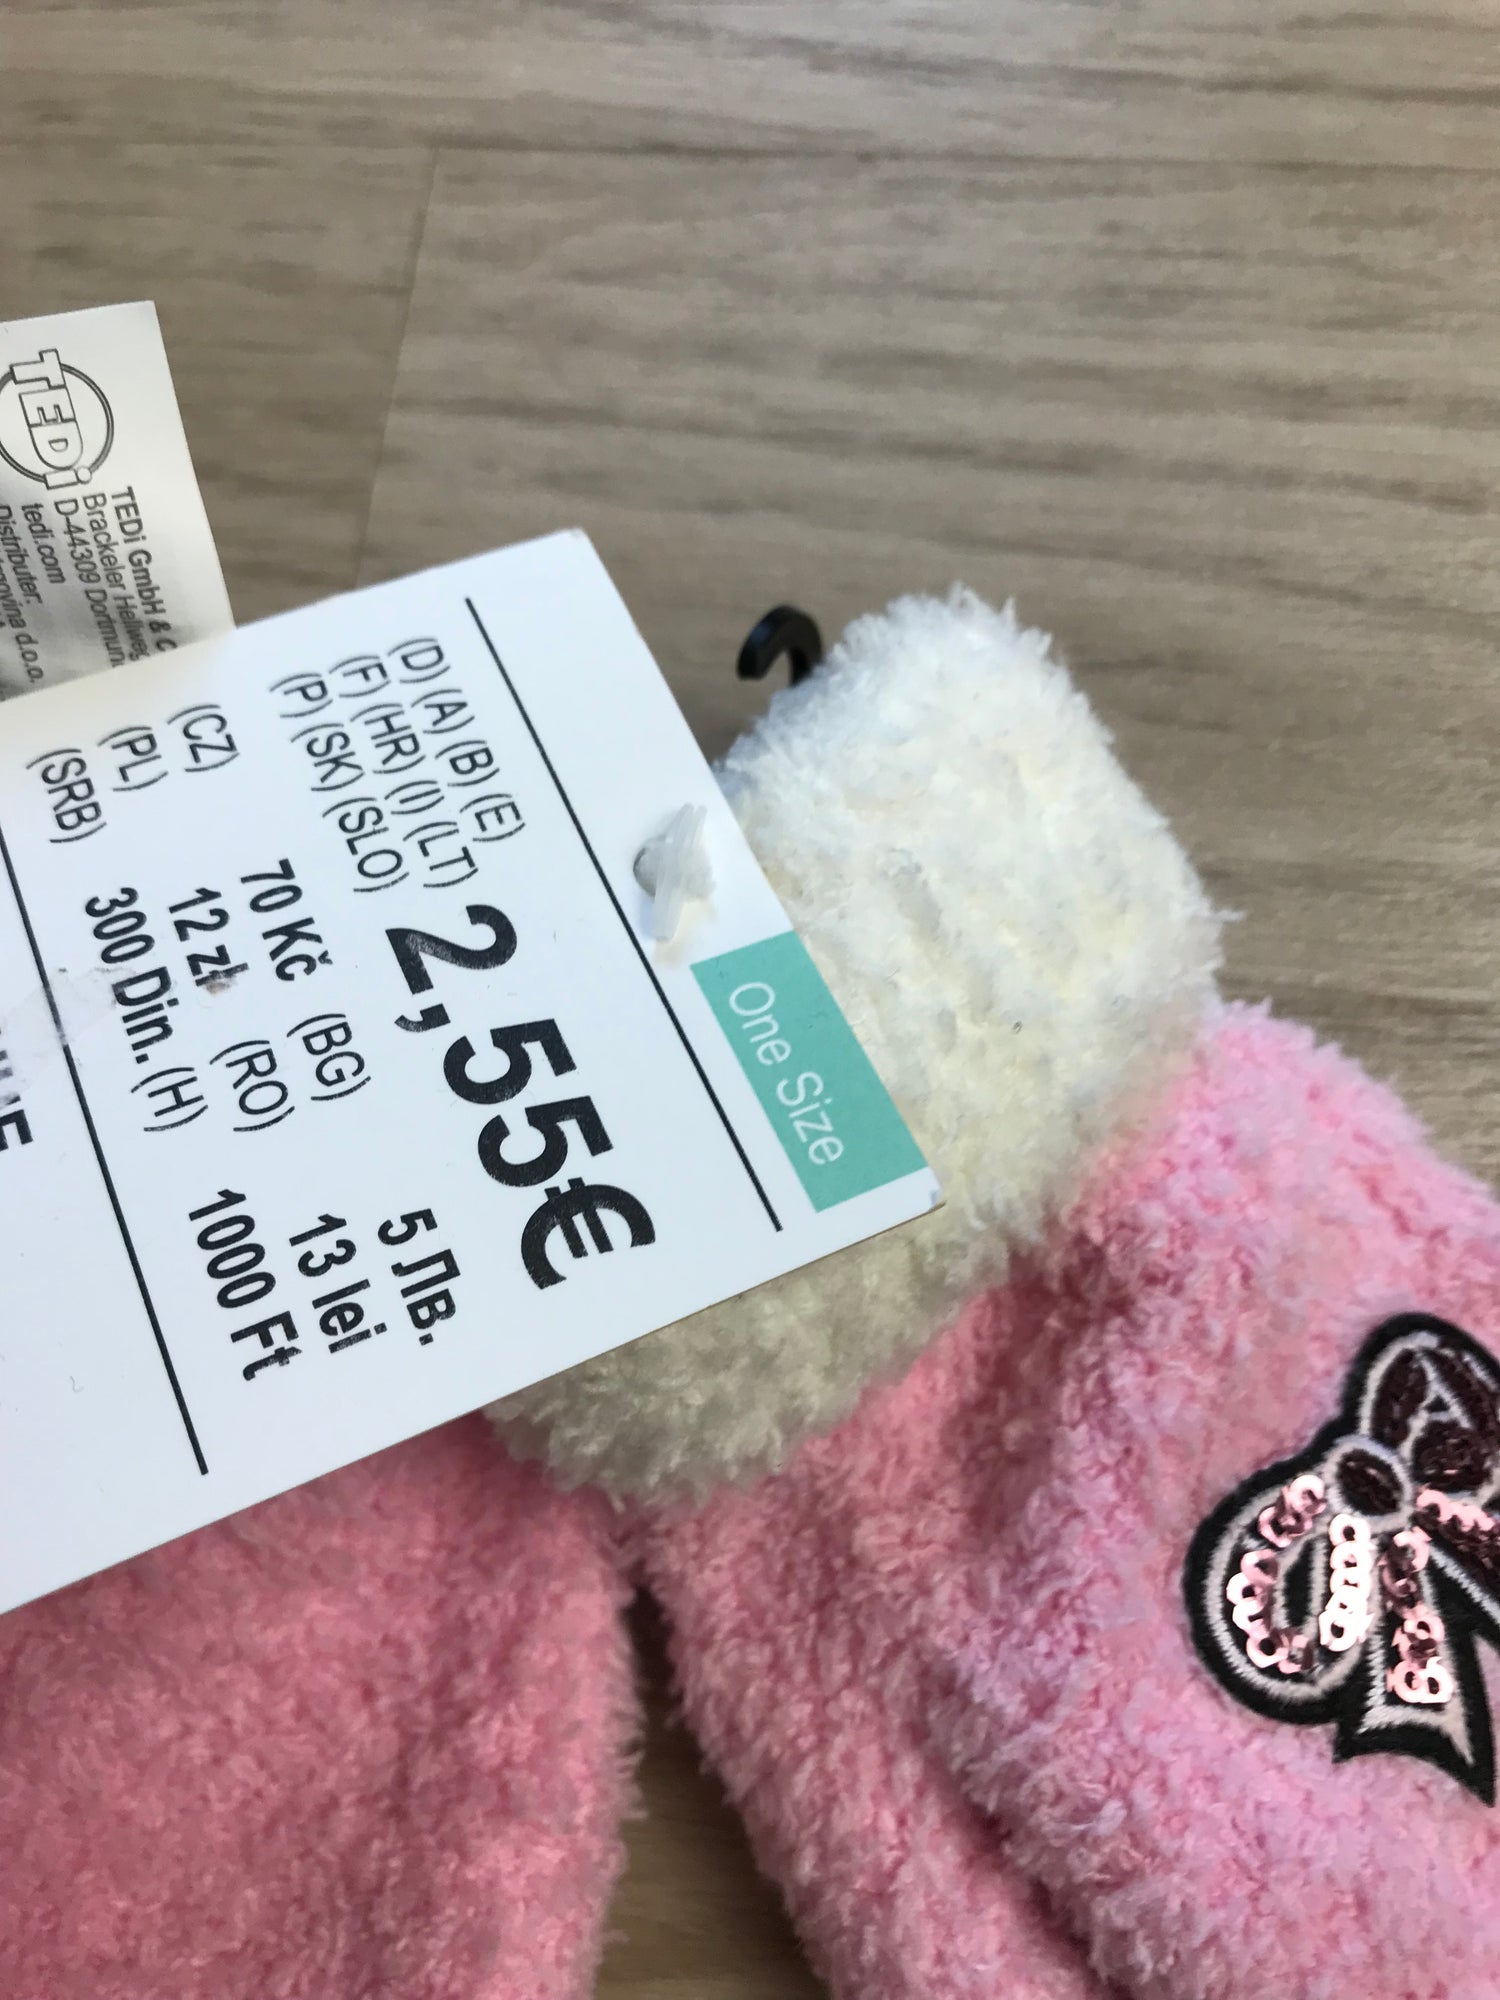 One Size
(D) (A) (B) (E)
(F) (HR) (I) (LT)
(P) (SK) (SLO)
2,55€
(CZ) 70 Kč (BG) 5 Лв.
(PL) 12 zł (RO) 13 lei
(SRB) 300 Din. (H) 1000 Ft
TEDi
TEDi GmbH &
Brackeler Hellweg
D-44309 Dortmund
tedi.com
Distributer:
d.o.o.